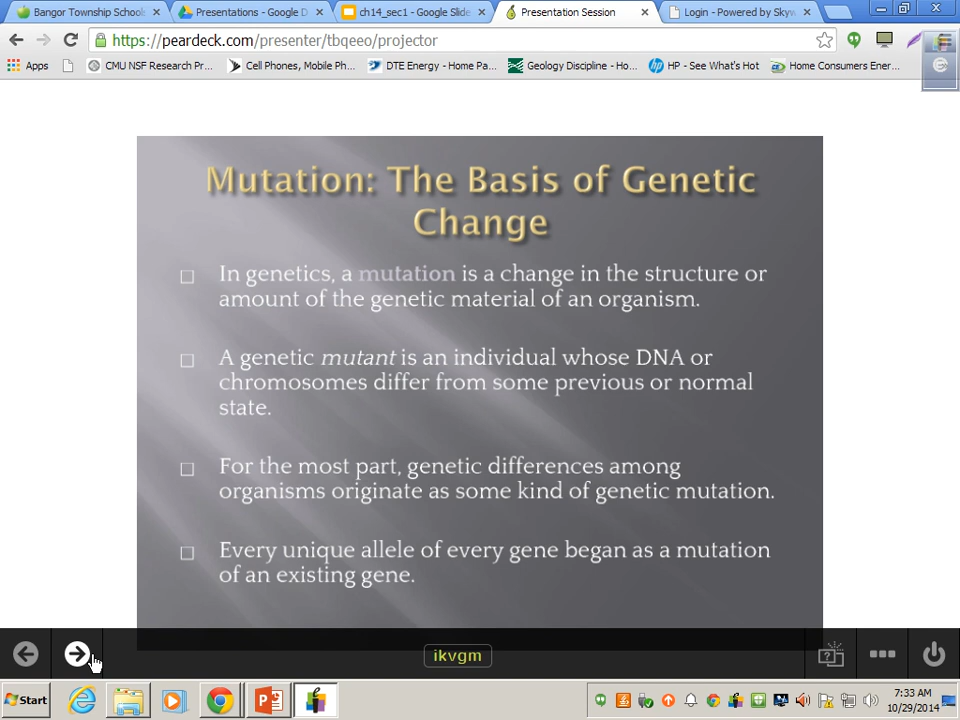 Bangor Township Schools
Presentations - Google D
ch14_sec1 - Google Slide
Presentation Session
Login - Powered by Skyw
https://peardeck.com/presenter/tbqeeo/projector
Apps
CMU NSF Research Pr...
Cell Phones, Mobile Ph...
DTE Energy - Home Pa...
Geology Discipline - Ho...
HP - See What's Hot
Home Consumers Ener...
Mutation: The Basis of Genetic
Change
In genetics, a mutation is a change in the structure or
amount of the genetic material of an organism.
A genetic mutant is an individual whose DNA or
chromosomes differ from some previous or normal
state.
For the most part, genetic differences among
organisms originate as some kind of genetic mutation.
Every unique allele of every gene began as a mutation
of an existing gene.
ikvgm
Start
7:33 AM
10/29/2014